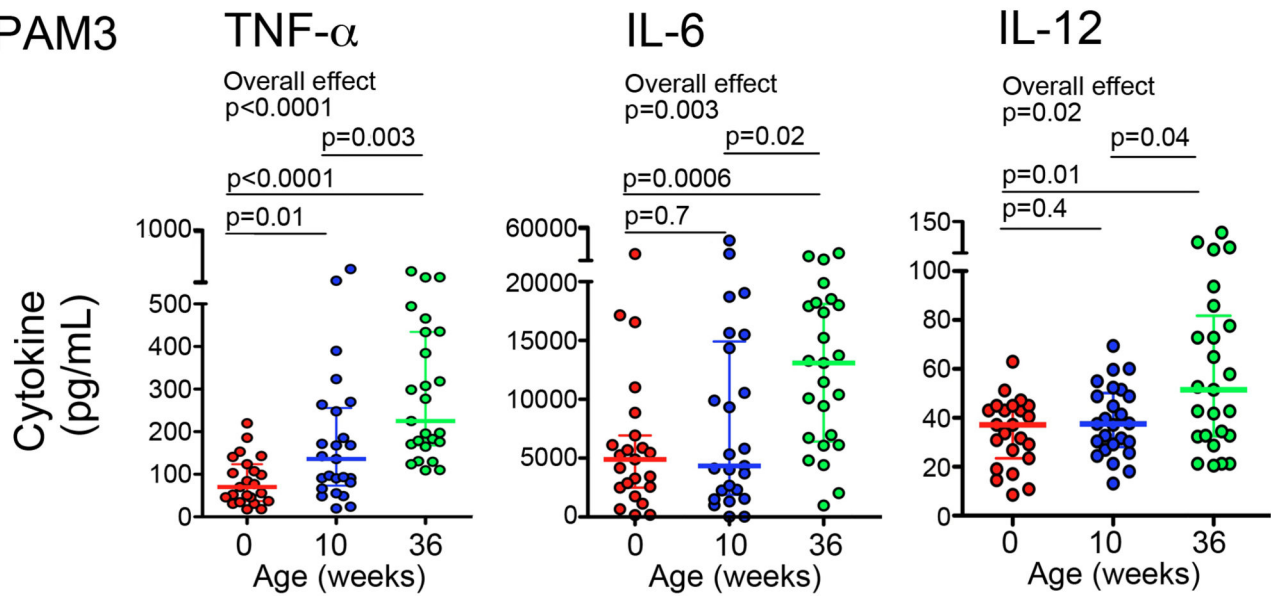 PAM3
TNF-α
Overall effect
p<0.0001
p=0.003
p<0.0001
p=0.01
1000
500
400
300
200
100
0
0 10 36
Age (weeks)
Cytokine
(pg/mL)
IL-6
Overall effect
p=0.003
p=0.02
p=0.0006
p=0.7
60000
20000
15000
10000
5000
0
0 10 36
Age (weeks)
IL-12
Overall effect
p=0.02
p=0.04
p=0.01
p=0.4
150
100
80
60
40
20
0
0 10 36
Age (weeks)